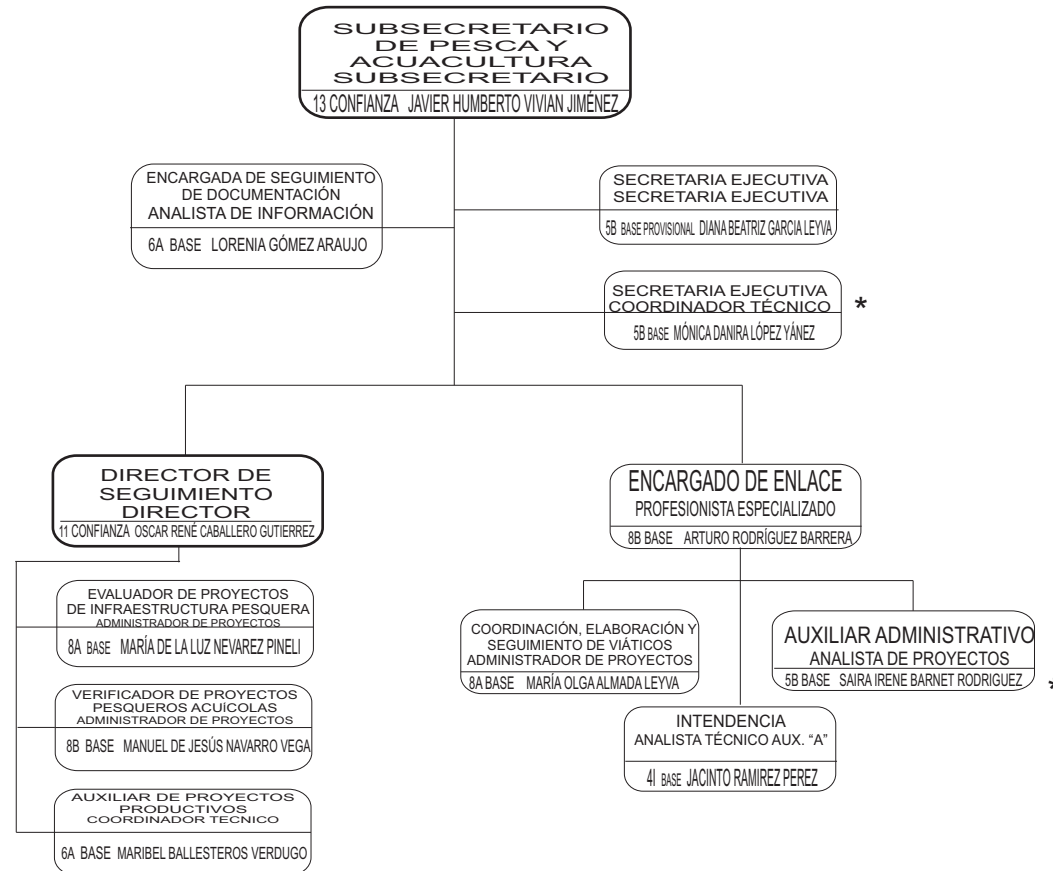 SUBSECRETARIO
DE PESCA Y
ACUACULTURA
SUBSECRETARIO
13 CONFIANZA JAVIER HUMBERTO VIVIAN JIMÉNEZ
ENCARGADA DE SEGUIMIENTO
DE DOCUMENTACIÓN
ANALISTA DE INFORMACIÓN
6A BASE LORENIA GÓMEZ ARAUJO
SECRETARIA EJECUTIVA
SECRETARIA EJECUTIVA
5B BASE PROVISIONAL DIANA BEATRIZ GARCIA LEYVA
SECRETARIA EJECUTIVA
COORDINADOR TÉCNICO *
5B BASE MÓNICA DANIRA LÓPEZ YÁNEZ
DIRECTOR DE
SEGUIMIENTO
DIRECTOR
11 CONFIANZA OSCAR RENÉ CABALLERO GUTIERREZ
EVALUADOR DE PROYECTOS
DE INFRAESTRUCTURA PESQUERA
ADMINISTRADOR DE PROYECTOS
8A BASE MARÍA DE LA LUZ NEVAREZ PINELI
VERIFICADOR DE PROYECTOS
PESQUEROS ACUÍCOLAS
ADMINISTRADOR DE PROYECTOS
8B BASE MANUEL DE JESÚS NAVARRO VEGA
AUXILIAR DE PROYECTOS
PRODUCTIVOS
COORDINADOR TECNICO
6A BASE MARIBEL BALLESTEROS VERDUGO
ENCARGADO DE ENLACE
PROFESIONISTA ESPECIALIZADO
8B BASE ARTURO RODRÍGUEZ BARRERA
COORDINACIÓN, ELABORACIÓN Y
SEGUIMIENTO DE VIÁTICOS
ADMINISTRADOR DE PROYECTOS
8A BASE MARÍA OLGA ALMADA LEYVA
AUXILIAR ADMINISTRATIVO
ANALISTA DE PROYECTOS
5B BASE SAIRA IRENE BARNET RODRIGUEZ *
INTENDENCIA
ANALISTA TÉCNICO AUX. “A”
4I BASE JACINTO RAMIREZ PEREZ